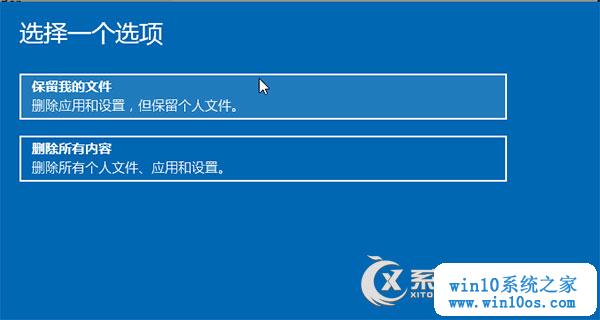 选择一个选项
保留我的文件
删除应用和设置，但保留个人文件。
删除所有内容
删除所有个人文件、应用和设置。
系
XITO
win10系统之家
www.win10os.com